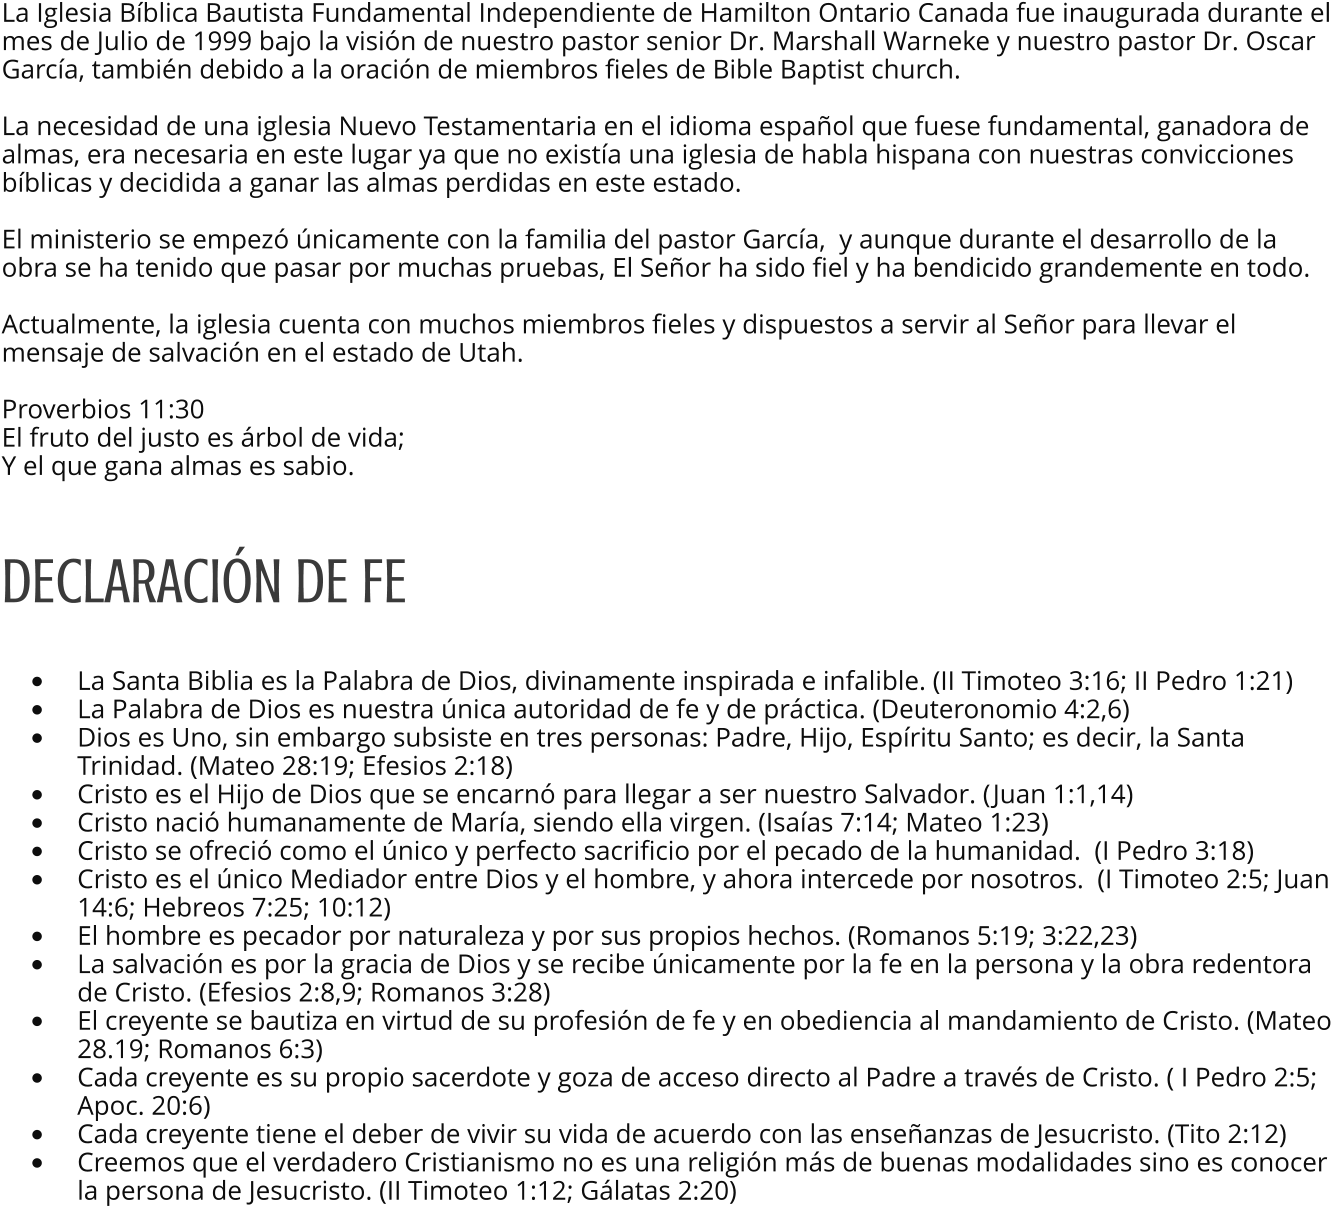 La Iglesia Bíblica Bautista Fundamental Independiente de Hamilton Ontario Canada fue inaugurada durante el
mes de Julio de 1999 bajo la visión de nuestro pastor senior Dr. Marshall Warneke y nuestro pastor Dr. Oscar
García, también debido a la oración de miembros fieles de Bible Baptist church.
La necesidad de una iglesia Nuevo Testamentaria en el idioma español que fuese fundamental, ganadora de
almas, era necesaria en este lugar ya que no existía una iglesia de habla hispana con nuestras convicciones
bíblicas y decidida a ganar las almas perdidas en este estado.
El ministerio se empezó únicamente con la familia del pastor García,  y aunque durante el desarrollo de la
obra se ha tenido que pasar por muchas pruebas, El Señor ha sido fiel y ha bendicido grandemente en todo.
Actualmente, la iglesia cuenta con muchos miembros fieles y dispuestos a servir al Señor para llevar el
mensaje de salvación en el estado de Utah.
Proverbios 11:30
El fruto del justo es árbol de vida;
Y el que gana almas es sabio.
DECLARACIÓN DE FE
• La Santa Biblia es la Palabra de Dios, divinamente inspirada e infalible. (II Timoteo 3:16; II Pedro 1:21)
• La Palabra de Dios es nuestra única autoridad de fe y de práctica. (Deuteronomio 4:2,6)
• Dios es Uno, sin embargo subsiste en tres personas: Padre, Hijo, Espíritu Santo; es decir, la Santa
Trinidad. (Mateo 28:19; Efesios 2:18)
• Cristo es el Hijo de Dios que se encarnó para llegar a ser nuestro Salvador. (Juan 1:1,14)
• Cristo nació humanamente de María, siendo ella virgen. (Isaías 7:14; Mateo 1:23)
• Cristo se ofreció como el único y perfecto sacrificio por el pecado de la humanidad.  (I Pedro 3:18)
• Cristo es el único Mediador entre Dios y el hombre, y ahora intercede por nosotros.  (I Timoteo 2:5; Juan
14:6; Hebreos 7:25; 10:12)
• El hombre es pecador por naturaleza y por sus propios hechos. (Romanos 5:19; 3:22,23)
• La salvación es por la gracia de Dios y se recibe únicamente por la fe en la persona y la obra redentora
de Cristo. (Efesios 2:8,9; Romanos 3:28)
• El creyente se bautiza en virtud de su profesión de fe y en obediencia al mandamiento de Cristo. (Mateo
28.19; Romanos 6:3)
• Cada creyente es su propio sacerdote y goza de acceso directo al Padre a través de Cristo. ( I Pedro 2:5;
Apoc. 20:6)
• Cada creyente tiene el deber de vivir su vida de acuerdo con las enseñanzas de Jesucristo. (Tito 2:12)
• Creemos que el verdadero Cristianismo no es una religión más de buenas modalidades sino es conocer
la persona de Jesucristo. (II Timoteo 1:12; Gálatas 2:20)